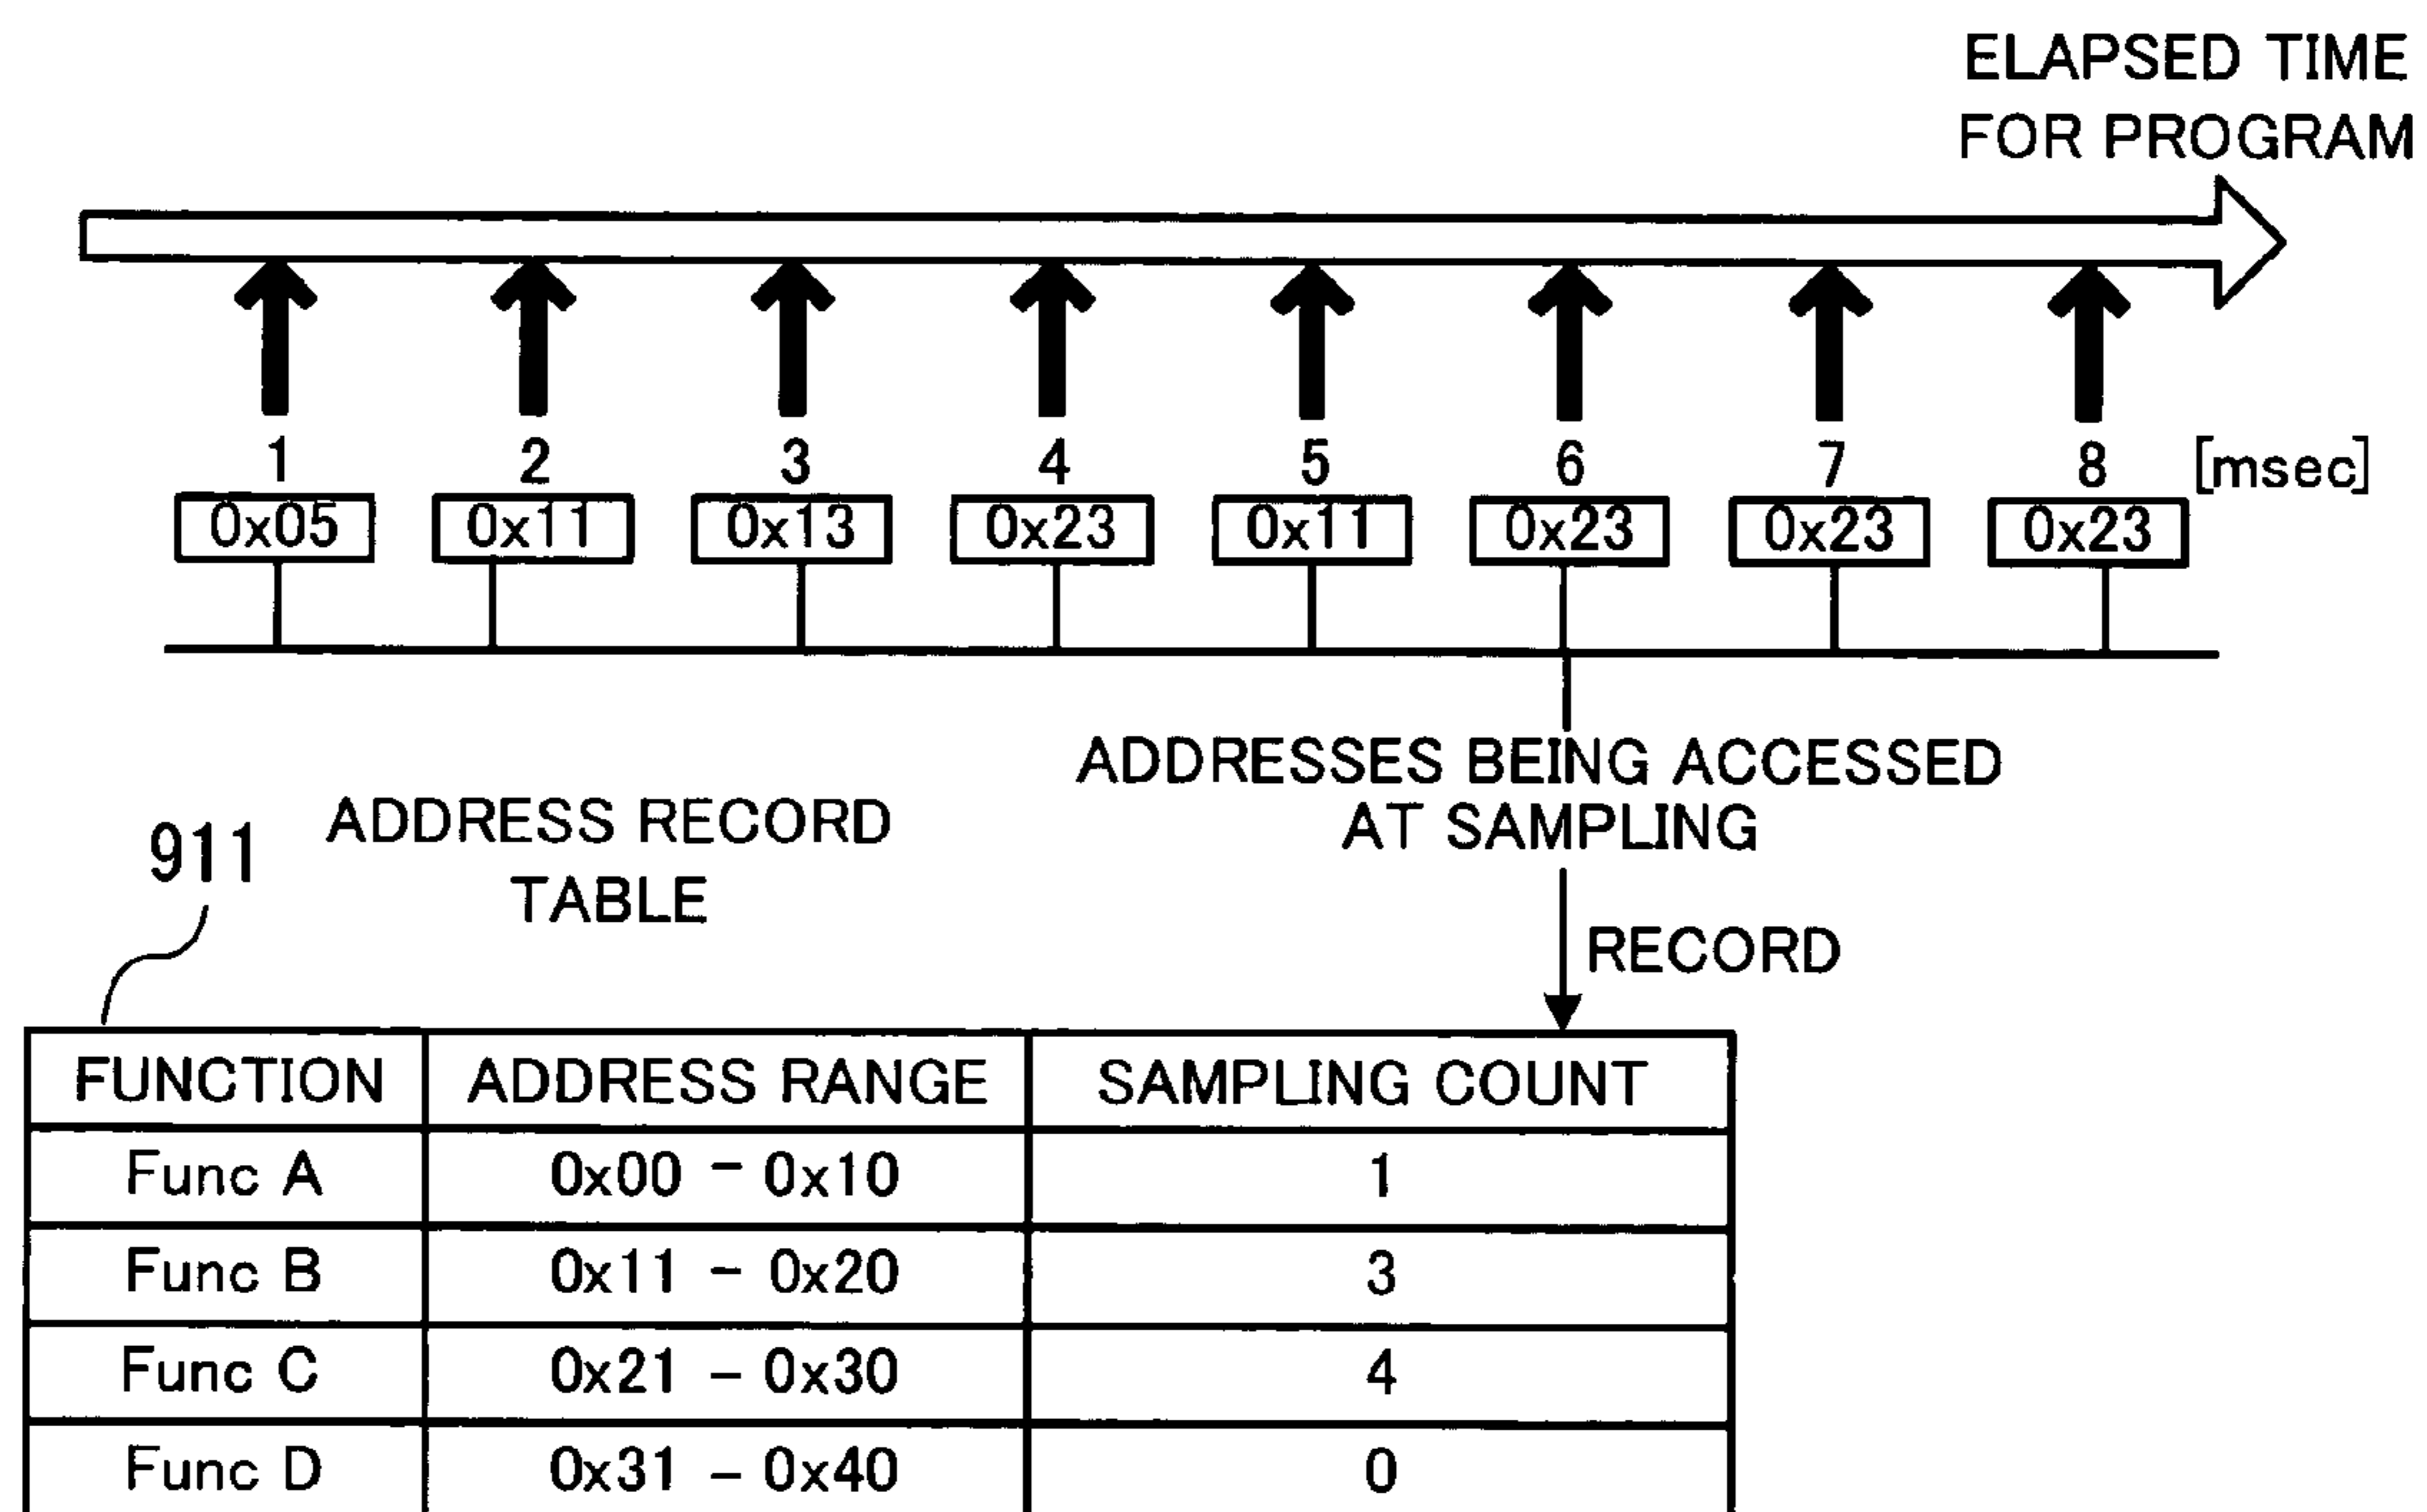 ELAPSED TIME
FOR PROGRAM
1 2 3 4 5 6 7 8 [msec]
0x05 0x11 0x13 0x23 0x11 0x23 0x23 0x23
ADDRESSES BEING ACCESSED
AT SAMPLING
911
ADDRESS RECORD
TABLE
RECORD
FUNCTION ADDRESS RANGE SAMPLING COUNT
Func A 0x00 - 0x10 1
Func B 0x11 - 0x20 3
Func C 0x21 - 0x30 4
Func D 0x31 - 0x40 0